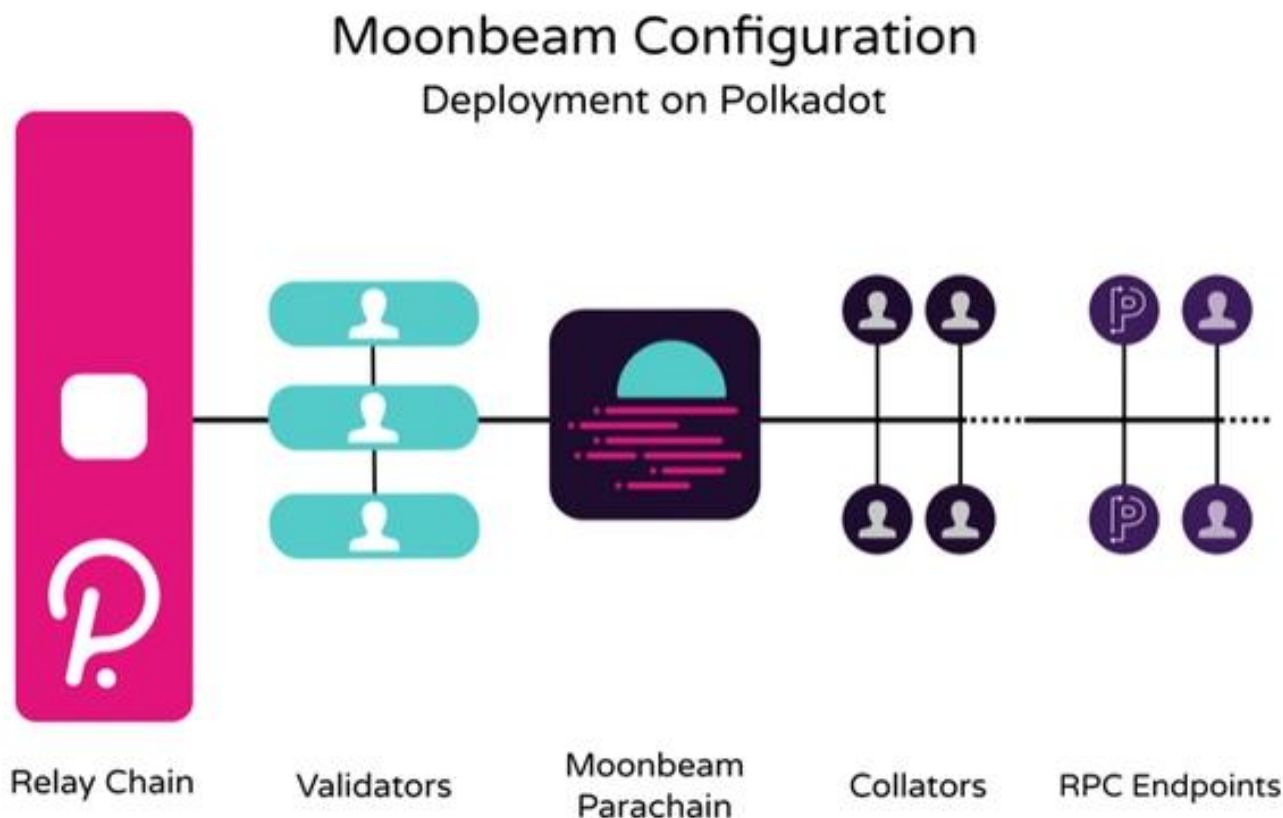 Moonbeam Configuration
Deployment on Polkadot
Relay Chain
Validators
Moonbeam
Parachain
Collators
RPC Endpoints